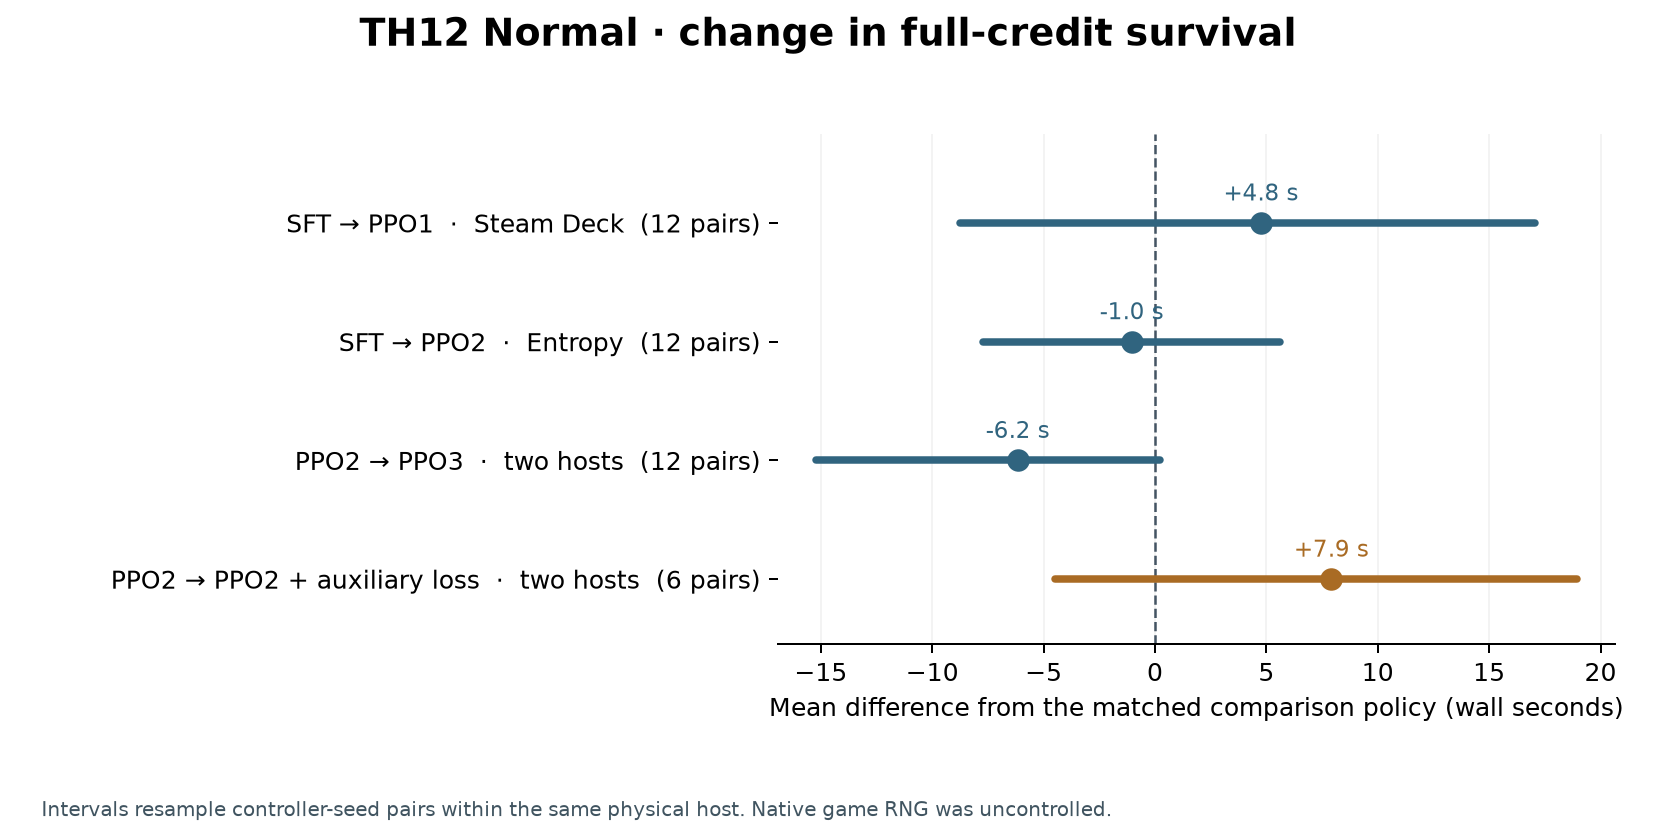 TH12 Normal · change in full-credit survival
+4.8 s
SFT → PPO1 · Steam Deck (12 pairs)
-1.0 s
SFT → PPO2 · Entropy (12 pairs)
-6.2 s
PPO2 → PPO3 · two hosts (12 pairs)
+7.9 s
PPO2 → PPO2 + auxiliary loss · two hosts (6 pairs)
−15 −10 −5 0 5 10 15 20
Mean difference from the matched comparison policy (wall seconds)
Intervals resample controller-seed pairs within the same physical host. Native game RNG was uncontrolled.